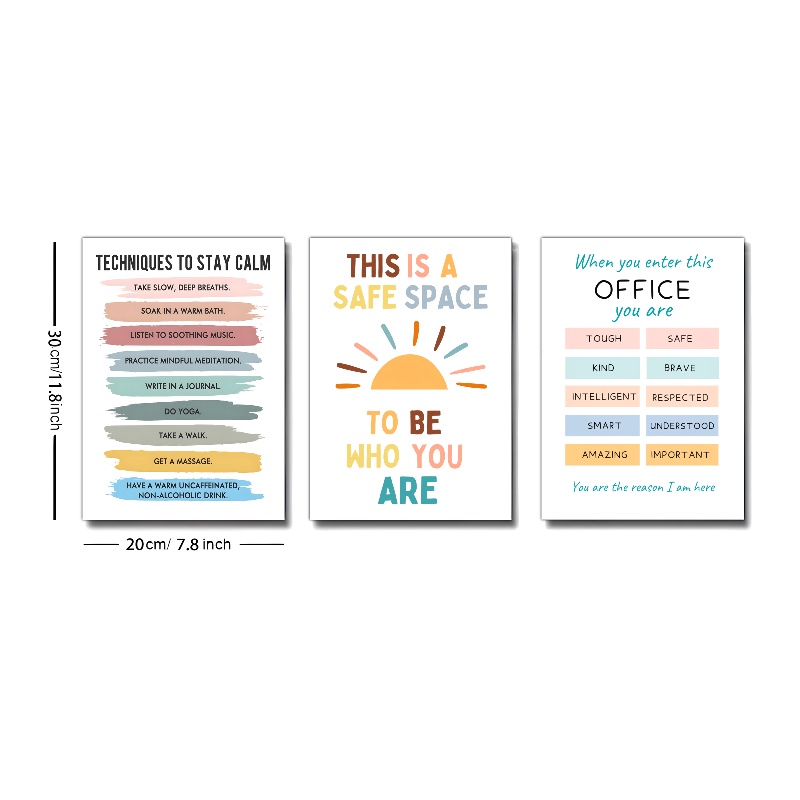 30cm/11.8inch
TECHNIQUES TO STAY CALM
TAKE SLOW, DEEP BREATHS.
SOAK IN A WARM BATH.
LISTEN TO SOOTHING MUSIC.
PRACTICE MINDFUL MEDITATION.
WRITE IN A JOURNAL.
DO YOGA.
TAKE A WALK.
GET A MASSAGE.
HAVE A WARM UNCAFFEINATED,
NON-ALCOHOLIC DRINK.
20cm/ 7.8 inch
THIS IS A
SAFE SPACE
TO BE
WHO YOU
ARE
When you enter this
OFFICE
you are
TOUGH SAFE
KIND BRAVE
INTELLIGENT RESPECTED
SMART UNDERSTOOD
AMAZING IMPORTANT
You are the reason I am here